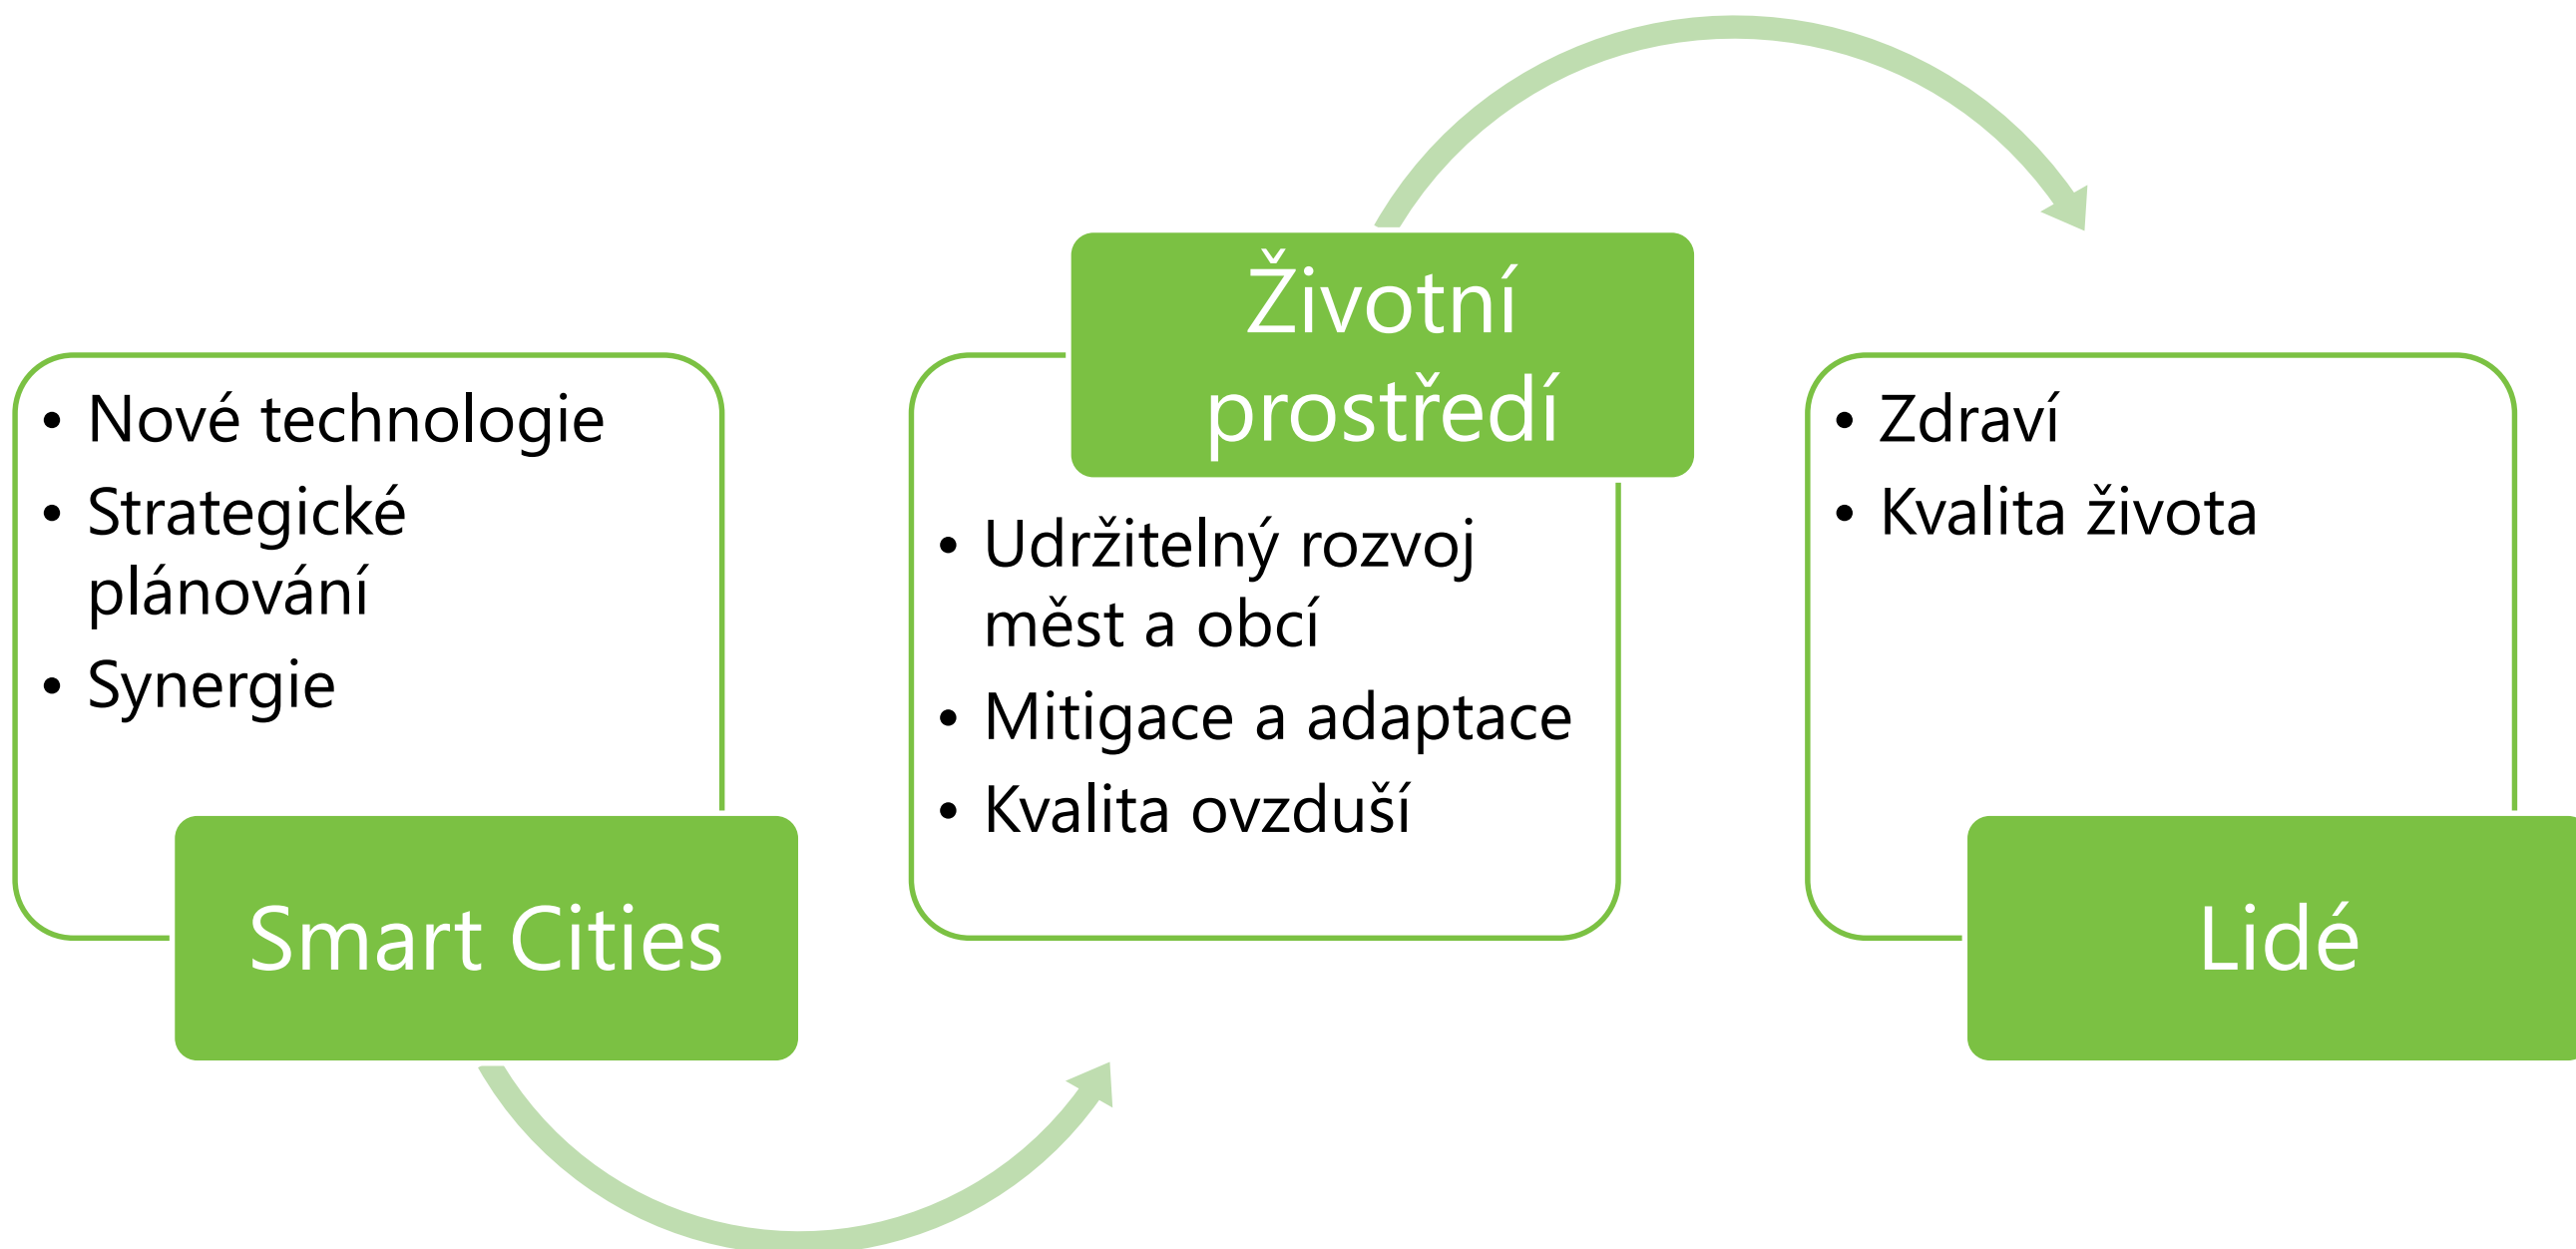 • Nové technologie
• Strategické
plánování
• Synergie
Smart Cities
Životní
prostředí
• Udržitelný rozvoj
měst a obcí
• Mitigace a adaptace
• Kvalita ovzduší
• Zdraví
• Kvalita života
Lidé